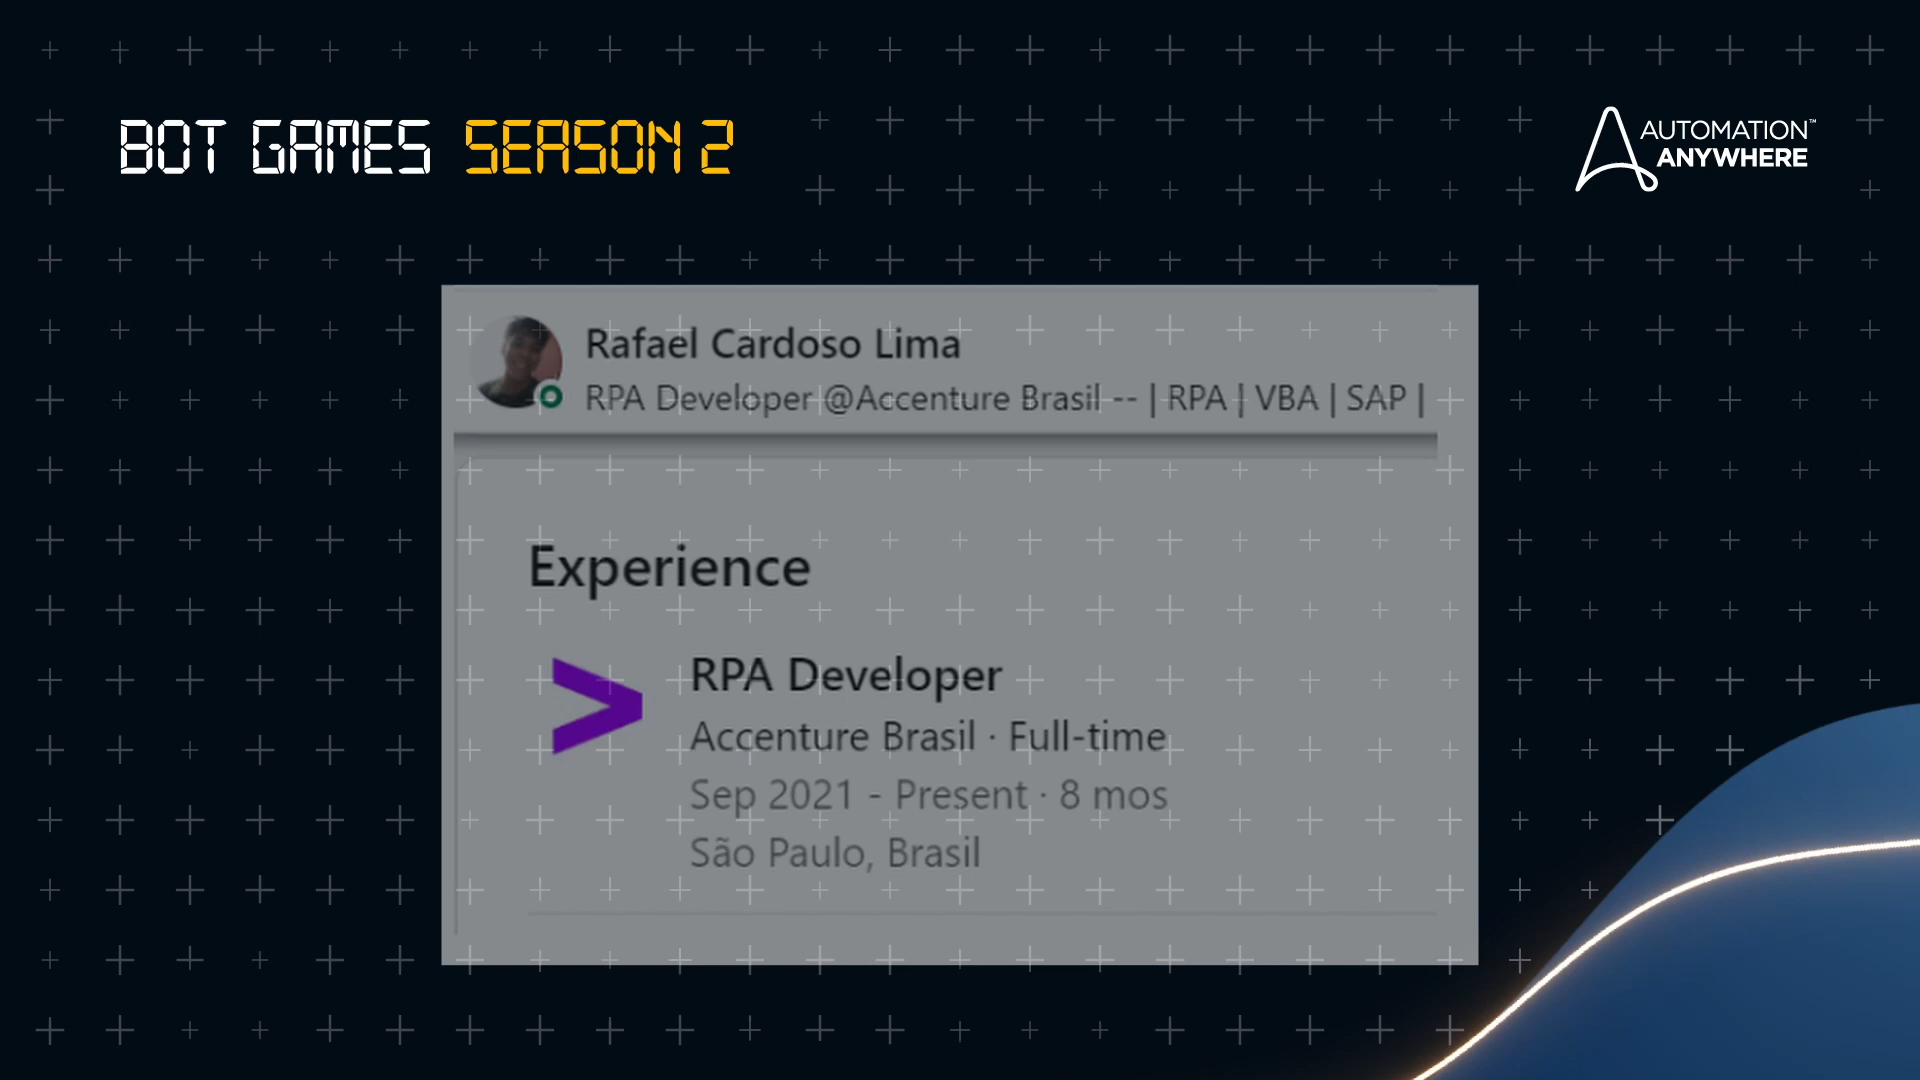 BOT GAMES SEASON 2
AUTOMATION™
ANYWHERE
Rafael Cardoso Lima
RPA Developer @Accenture Brasil -- | RPA | VBA | SAP |
Experience
RPA Developer
Accenture Brasil · Full-time
Sep 2021 - Present · 8 mos
São Paulo, Brasil